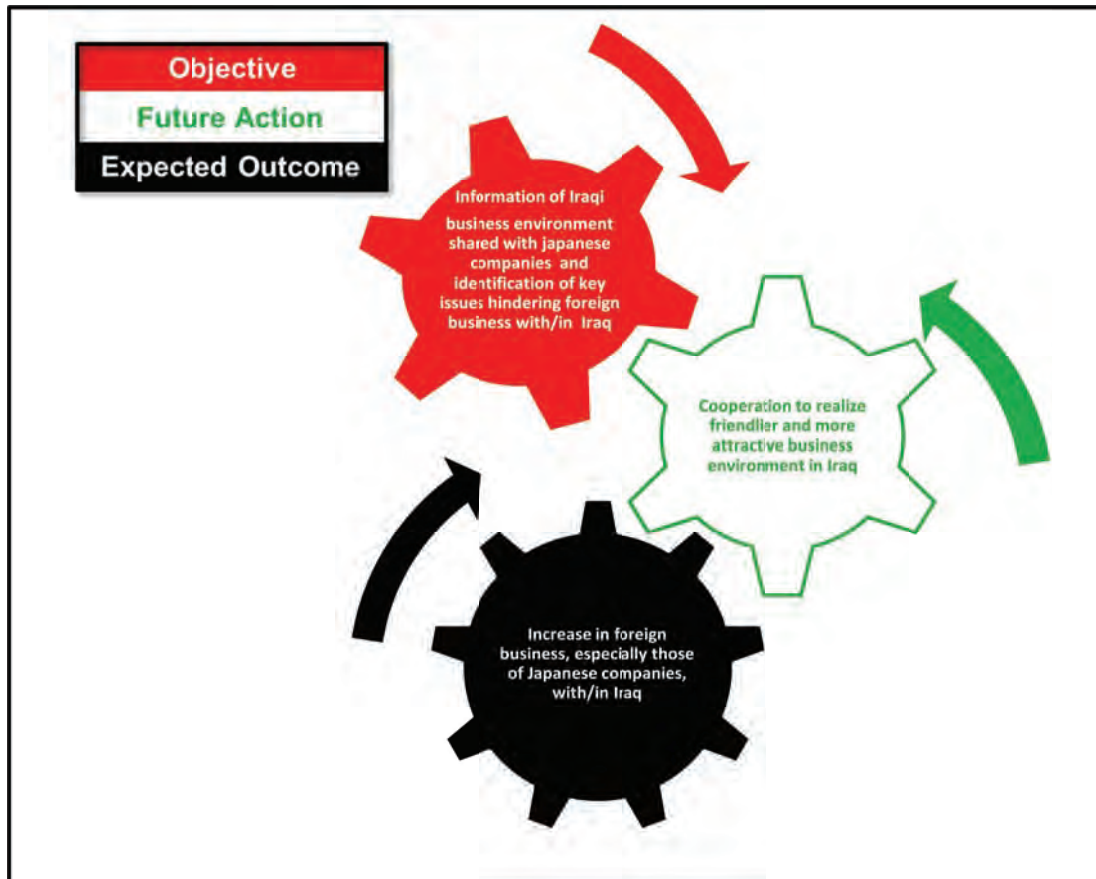 Objective
Future Action
Expected Outcome
Information of Iraqi
business environment
shared with japanese
companies and
identification of key
issues hindering foreign
business with/in Iraq
Cooperation to realize
friendlier and more
attractive business
environment in Iraq
Increase in foreign
business, especially those
of Japanese companies,
with/in Iraq